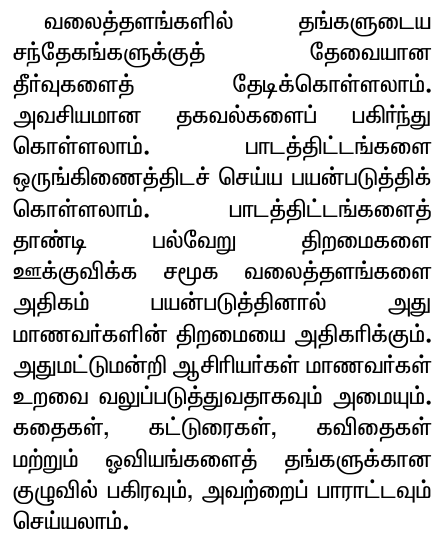 வலைத்தளங்களில் தங்களுடைய
சந்தேகங்களுக்குத் தேவையான
தீர்வுகளைத் தேடிக்கொள்ளலாம்.
அவசியமான தகவல்களைப் பகிர்ந்து
கொள்ளலாம். பாடத்திட்டங்களை
ஒருங்கிணைத்திடச் செய்ய பயன்படுத்திக்
கொள்ளலாம். பாடத்திட்டங்களைத்
தாண்டி பல்வேறு திறமைகளை
ஊக்குவிக்க சமூக வலைத்தளங்களை
அதிகம் பயன்படுத்தினால் அது
மாணவர்களின் திறமையை அதிகரிக்கும்.
அதுமட்டுமன்றி ஆசிரியர்கள் மாணவர்கள்
உறவை வலுப்படுத்துவதாகவும் அமையும்.
கதைகள், கட்டுரைகள், கவிதைகள்
மற்றும் ஓவியங்களைத் தங்களுக்கான
குழுவில் பகிரவும், அவற்றைப் பாராட்டவும்
செய்யலாம்.